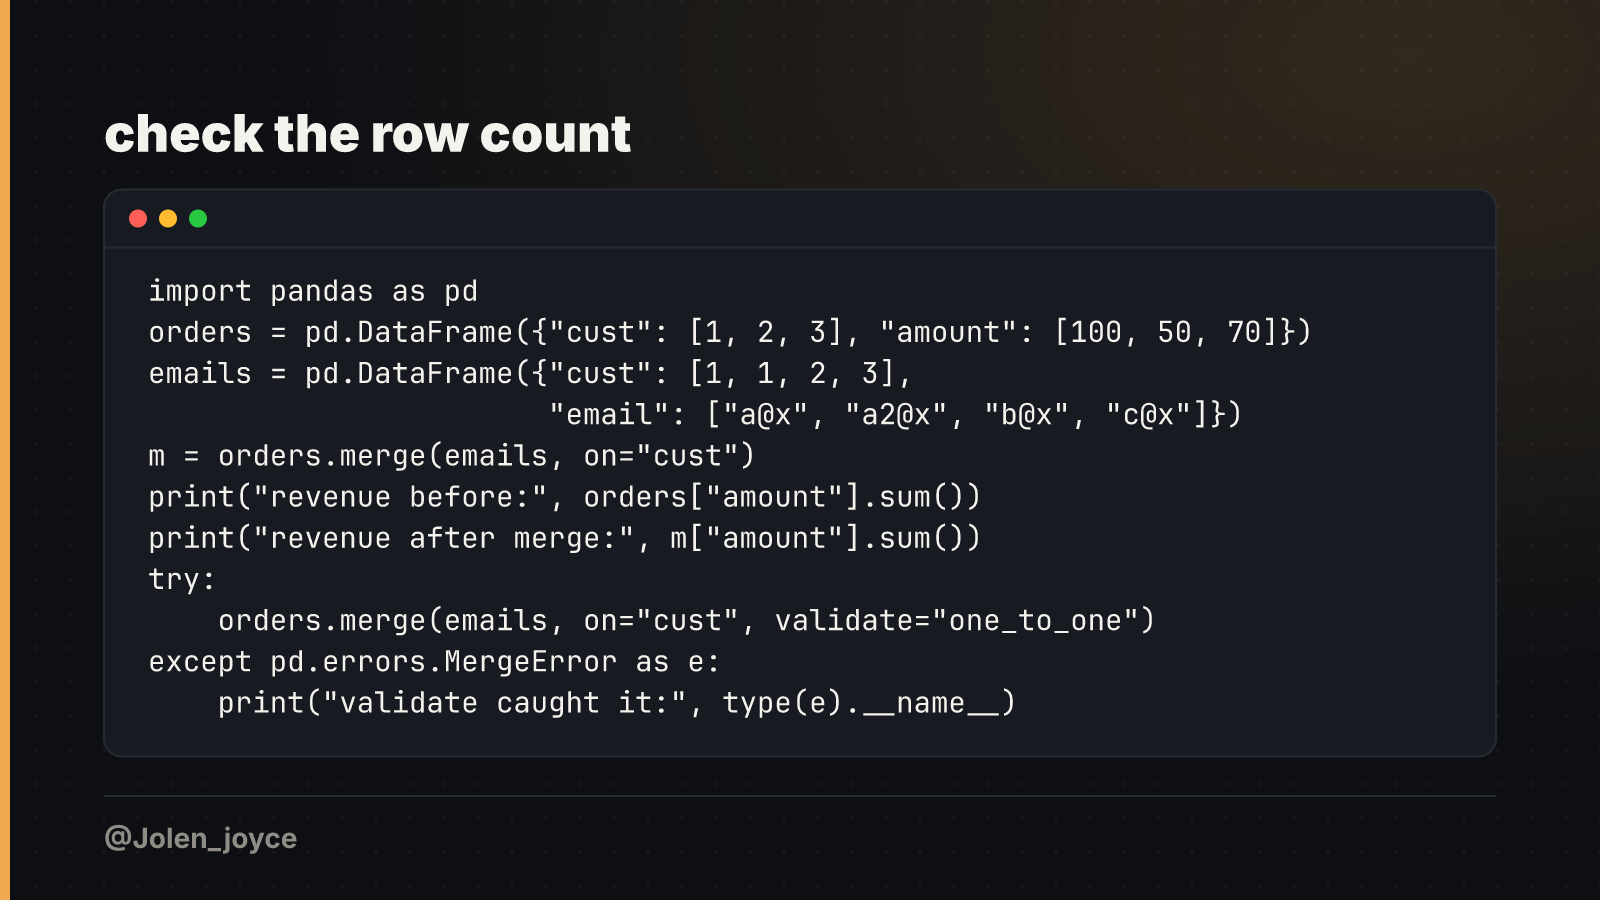 check the row count
import pandas as pd
orders = pd.DataFrame({"cust": [1, 2, 3], "amount": [100, 50, 70]})
emails = pd.DataFrame({"cust": [1, 1, 2, 3],
                       "email": ["a@x", "a2@x", "b@x", "c@x"]})
m = orders.merge(emails, on="cust")
print("revenue before:", orders["amount"].sum())
print("revenue after merge:", m["amount"].sum())
try:
    orders.merge(emails, on="cust", validate="one_to_one")
except pd.errors.MergeError as e:
    print("validate caught it:", type(e).__name__)
@Jolen_joyce